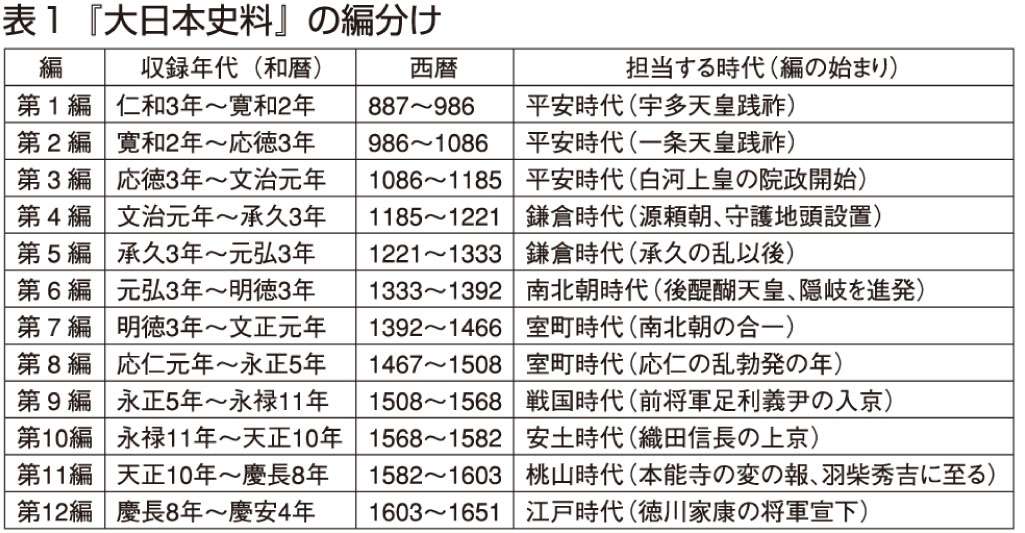 表1『大日本史料』の編分け
編 収録年代（和暦） 西暦 担当する時代（編の始まり）
第1編 仁和3年～寛和2年 887～986 平安時代（宇多天皇践祚）
第2編 寛和2年～応徳3年 986～1086 平安時代（一条天皇践祚）
第3編 応徳3年～文治元年 1086～1185 平安時代（白河上皇の院政開始）
第4編 文治元年～承久3年 1185～1221 鎌倉時代（源頼朝、守護地頭設置）
第5編 承久3年～元弘3年 1221～1333 鎌倉時代（承久の乱以後）
第6編 元弘3年～明徳3年 1333～1392 南北朝時代（後醍醐天皇、隠岐を進発）
第7編 明徳3年～文正元年 1392～1466 室町時代（南北朝の合一）
第8編 応仁元年～永正5年 1467～1508 室町時代（応仁の乱勃発の年）
第9編 永正5年～永禄11年 1508～1568 戦国時代（前将軍足利義尹の入京）
第10編 永禄11年～天正10年 1568～1582 安土時代（織田信長の上京）
第11編 天正10年～慶長8年 1582～1603 桃山時代（本能寺の変の報、羽柴秀吉に至る）
第12編 慶長8年～慶安4年 1603～1651 江戸時代（徳川家康の将軍宣下）